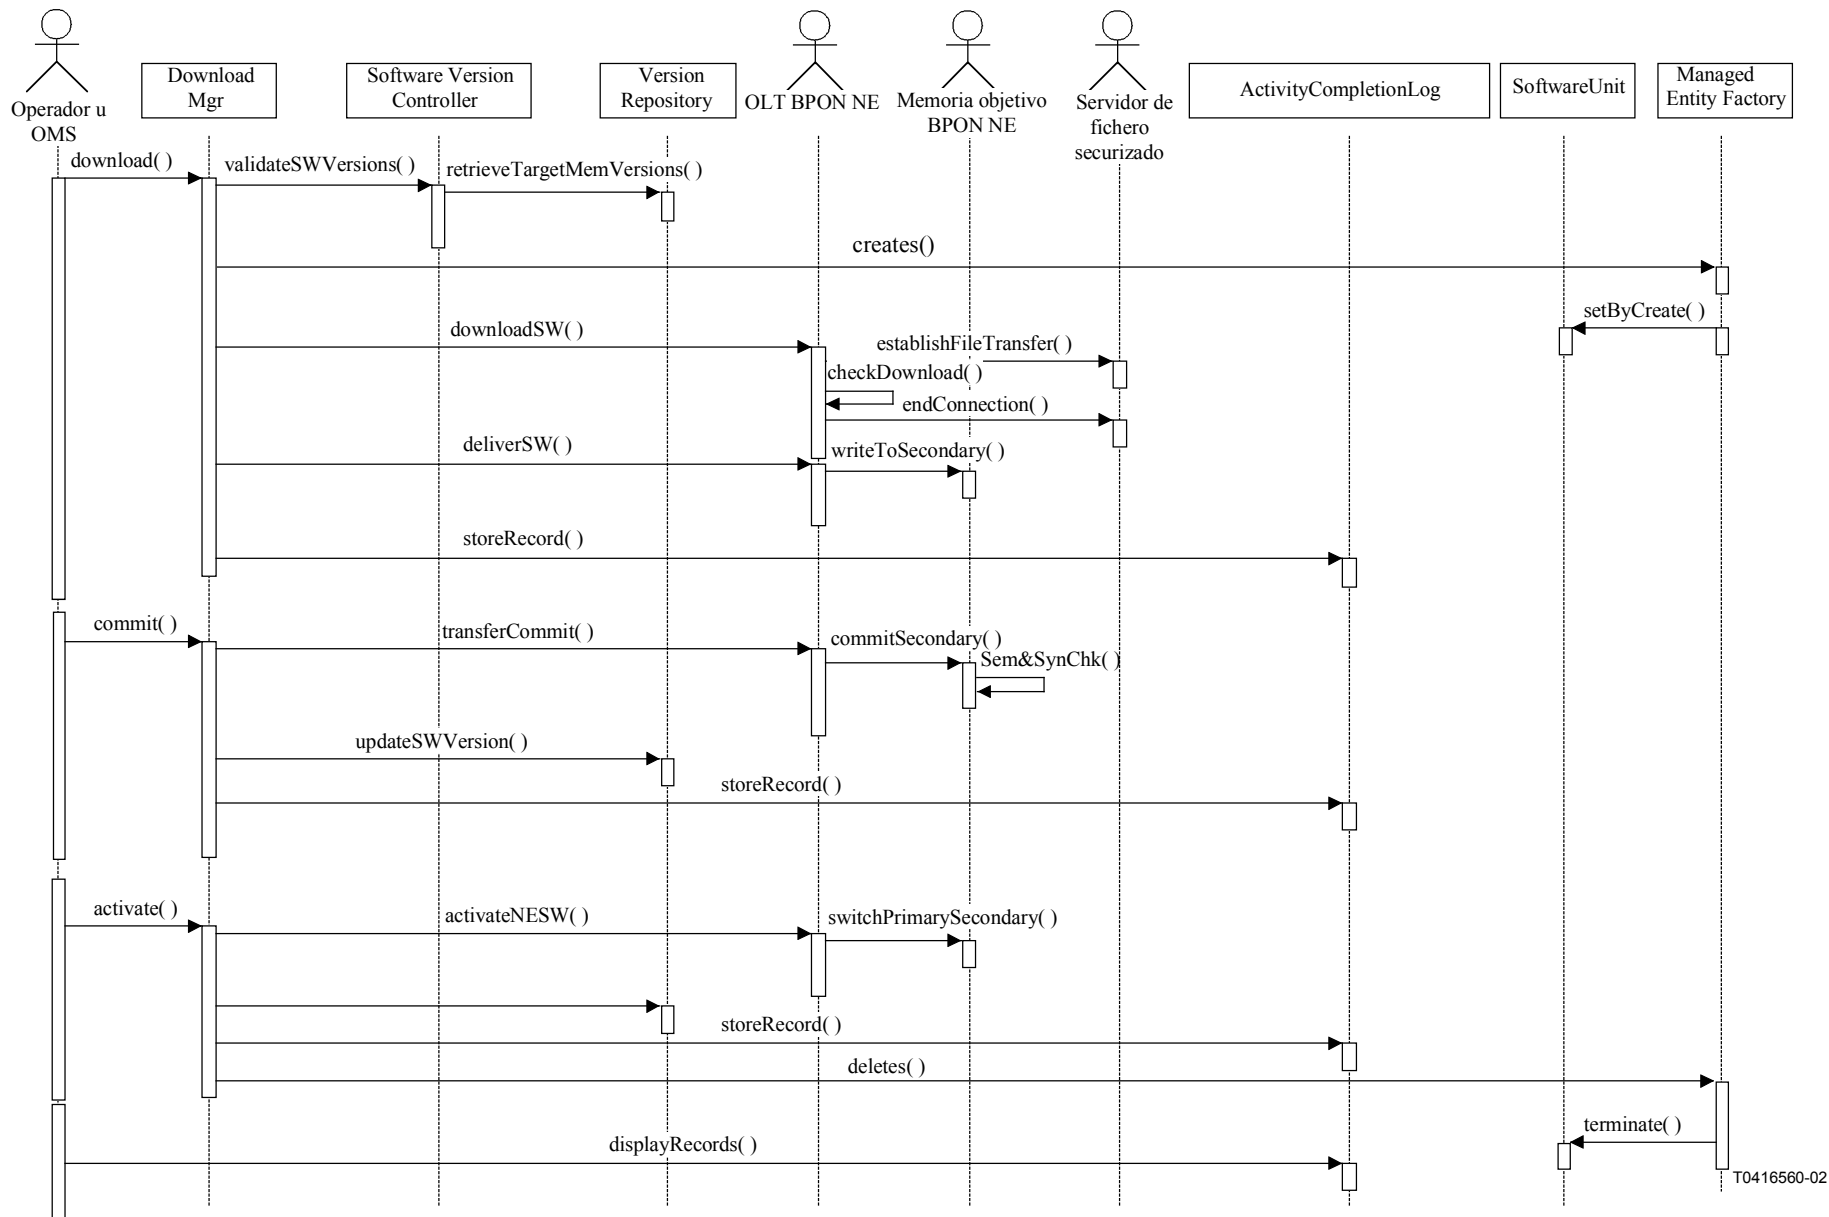 Operador u
OMS
Download
Mgr
Software Version
Controller
Version
Repository
OLT BPON NE
Memoria objetivo
BPON NE
Servidor de
fichero
securizado
ActivityCompletionLog
SoftwareUnit
Managed
Entity Factory
download( )
validateSWVersions( )
retrieveTargetMemVersions( )
creates()
setByCreate( )
downloadSW( )
establishFileTransfer( )
checkDownload( )
endConnection( )
deliverSW( )
writeToSecondary( )
storeRecord( )
commit( )
transferCommit( )
commitSecondary( )
Sem&SynChk( )
updateSWVersion( )
storeRecord( )
activate( )
activateNESW( )
switchPrimarySecondary( )
storeRecord( )
deletes( )
terminate( )
displayRecords( )
T0416560-02